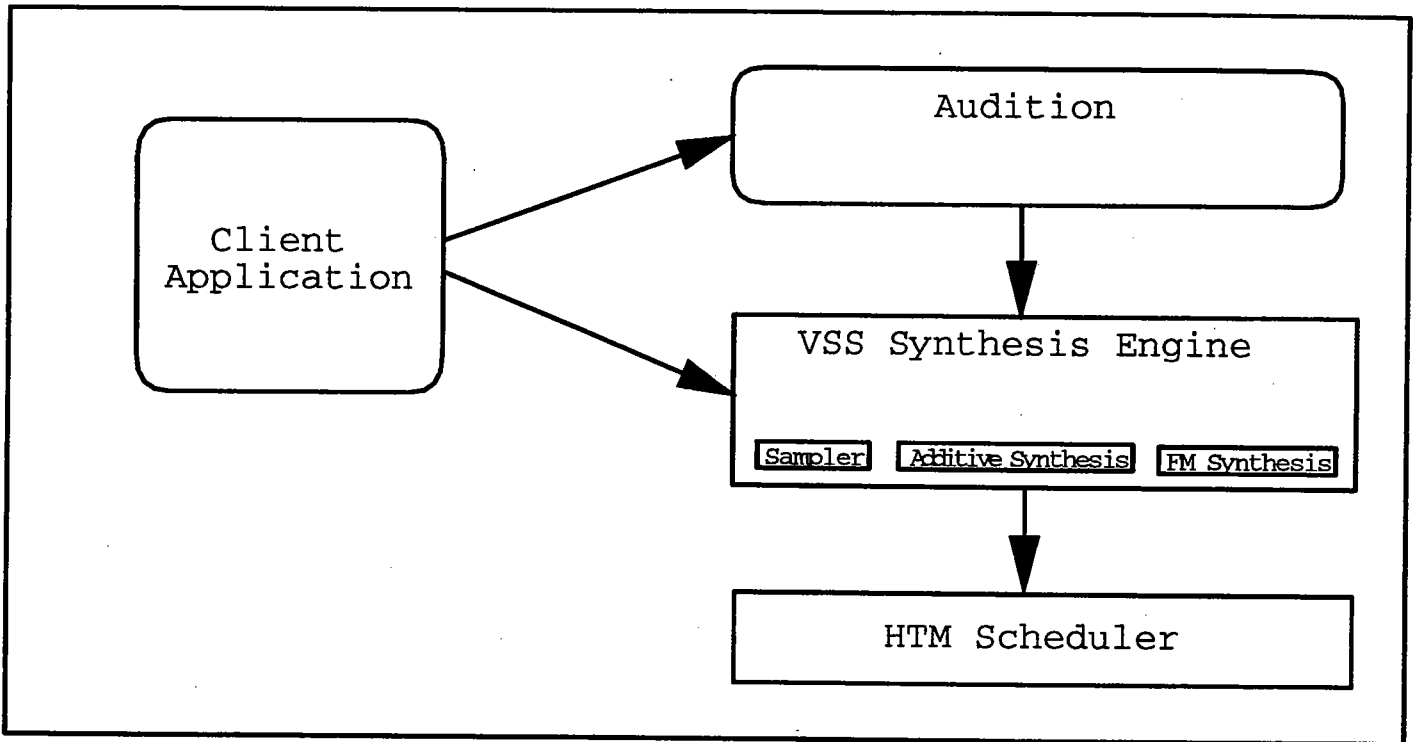 Audition
Client
Application
VSS Synthesis Engine
Sampler
Additive Synthesis
FM Synthesis
HTM Scheduler